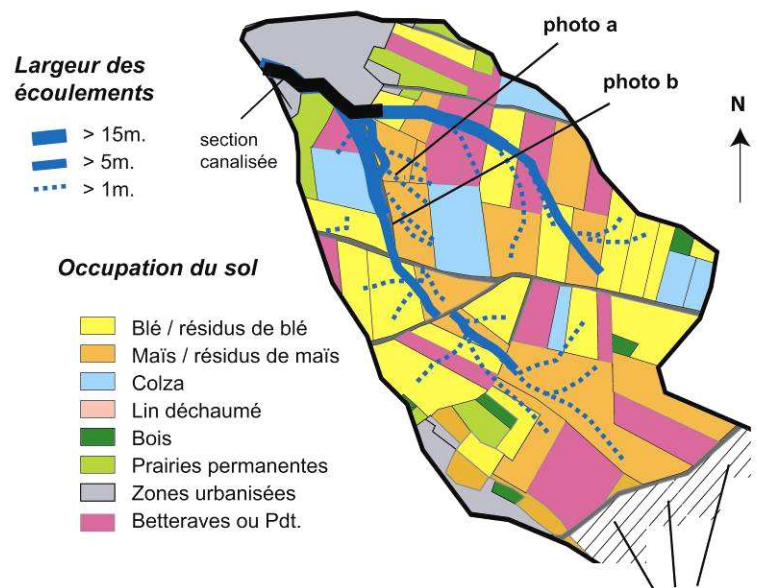 photo a
photo b
Largeur des
écoulements
> 15m.
> 5m.
> 1m.
section
canalisée
N
Occupation du sol
Blé / résidus de blé
Maïs / résidus de maïs
Colza
Lin déchaumé
Bois
Prairies permanentes
Zones urbanisées
Betteraves ou Pdt.